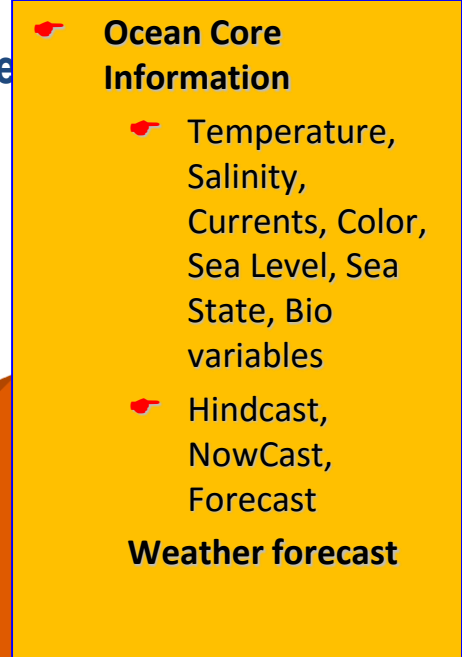 Ocean Core
Information
Temperature,
Salinity,
Currents, Color,
Sea Level, Sea
State, Bio
variables
Hindcast,
NowCast,
Forecast
Weather forecast